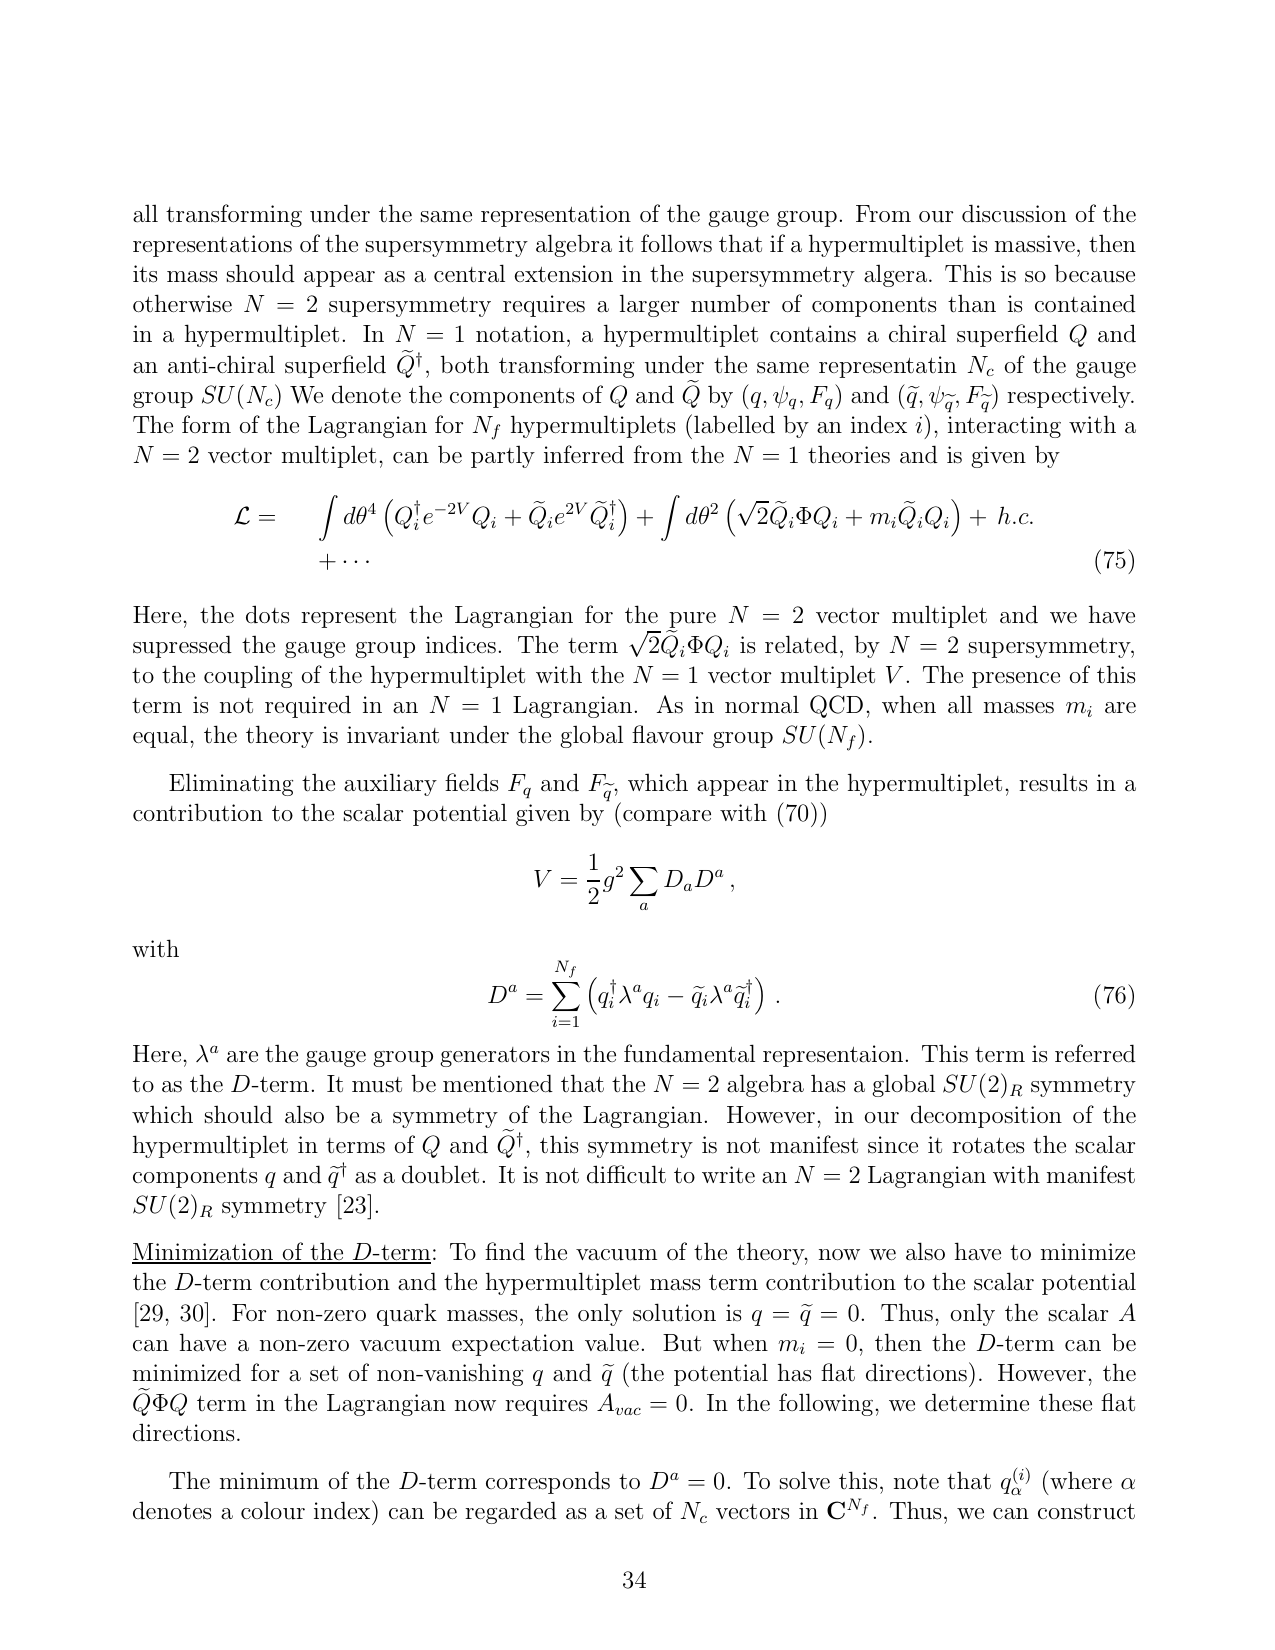 all transforming under the same representation of the gauge group. From our discussion of the
representations of the supersymmetry algebra it follows that if a hypermultiplet is massive, then
its mass should appear as a central extension in the supersymmetry algera. This is so because
otherwise N = 2 supersymmetry requires a larger number of components than is contained
in a hypermultiplet. In N = 1 notation, a hypermultiplet contains a chiral superfield Q and
an anti-chiral superfield Q̃†, both transforming under the same representatin N_c of the gauge
group SU(N_c) We denote the components of Q and Q̃ by (q, ψ_q, F_q) and (q̃, ψ_q̃, F_q̃) respectively.
The form of the Lagrangian for N_f hypermultiplets (labelled by an index i), interacting with a
N = 2 vector multiplet, can be partly inferred from the N = 1 theories and is given by
ℒ = ∫ dθ⁴ (Q_i† e^{−2V} Q_i + Q̃_i e^{2V} Q̃_i†) + ∫ dθ² (√2 Q̃_i Φ Q_i + m_i Q̃_i Q_i) + h.c.
+ ⋯ (75)
Here, the dots represent the Lagrangian for the pure N = 2 vector multiplet and we have
supressed the gauge group indices. The term √2 Q̃_i Φ Q_i is related, by N = 2 supersymmetry,
to the coupling of the hypermultiplet with the N = 1 vector multiplet V. The presence of this
term is not required in an N = 1 Lagrangian. As in normal QCD, when all masses m_i are
equal, the theory is invariant under the global flavour group SU(N_f).
Eliminating the auxiliary fields F_q and F_q̃, which appear in the hypermultiplet, results in a
contribution to the scalar potential given by (compare with (70))
V = \frac{1}{2} g² ∑_a D_a D^a ,
with
D^a = ∑_{i=1}^{N_f} (q_i† λ^a q_i − q̃_i λ^a q̃_i†) . (76)
Here, λ^a are the gauge group generators in the fundamental representaion. This term is referred
to as the D-term. It must be mentioned that the N = 2 algebra has a global SU(2)_R symmetry
which should also be a symmetry of the Lagrangian. However, in our decomposition of the
hypermultiplet in terms of Q and Q̃†, this symmetry is not manifest since it rotates the scalar
components q and q̃† as a doublet. It is not difficult to write an N = 2 Lagrangian with manifest
SU(2)_R symmetry [23].
Minimization of the D-term: To find the vacuum of the theory, now we also have to minimize
the D-term contribution and the hypermultiplet mass term contribution to the scalar potential
[29, 30]. For non-zero quark masses, the only solution is q = q̃ = 0. Thus, only the scalar A
can have a non-zero vacuum expectation value. But when m_i = 0, then the D-term can be
minimized for a set of non-vanishing q and q̃ (the potential has flat directions). However, the
Q̃ΦQ term in the Lagrangian now requires A_{vac} = 0. In the following, we determine these flat
directions.
The minimum of the D-term corresponds to D^a = 0. To solve this, note that q_α^{(i)} (where α
denotes a colour index) can be regarded as a set of N_c vectors in C^{N_f}. Thus, we can construct
34